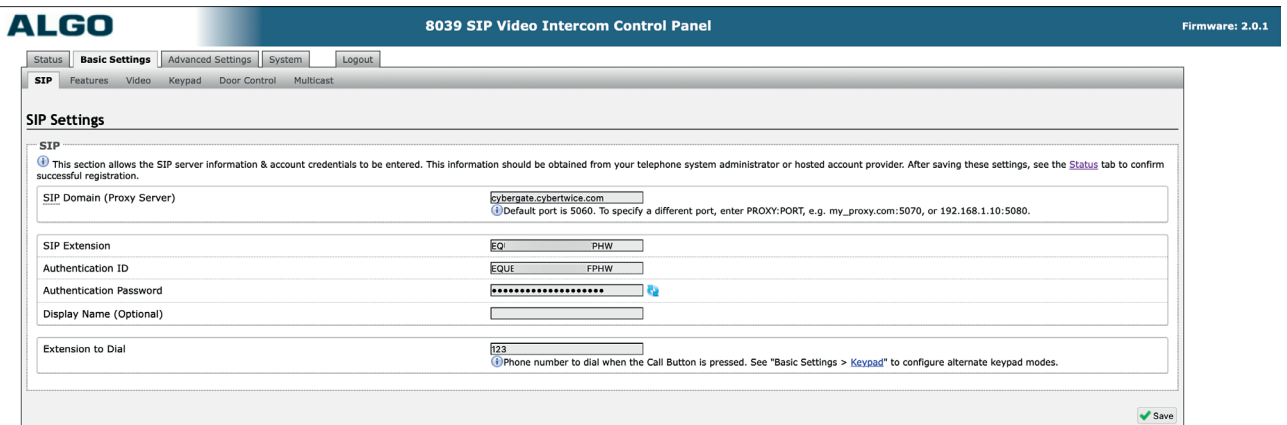 ALGO 8039 SIP Video Intercom Control Panel Firmware: 2.0.1
Status Basic Settings Advanced Settings System Logout
SIP Features Video Keypad Door Control Multicast
SIP Settings
SIP
This section allows the SIP server information & account credentials to be entered. This information should be obtained from your telephone system administrator or hosted account provider. After saving these settings, see the Status tab to confirm
successful registration.
SIP Domain (Proxy Server) cybergate.cybertwice.com
Default port is 5060. To specify a different port, enter PROXY:PORT, e.g. my_proxy.com:5070, or 192.168.1.10:5080.
SIP Extension EQ PHW
Authentication ID EQUE FPHW
Authentication Password ••••••••••••••••••••
Display Name (Optional)
Extension to Dial 123
Phone number to dial when the Call Button is pressed. See "Basic Settings > Keypad" to configure alternate keypad modes.
Save